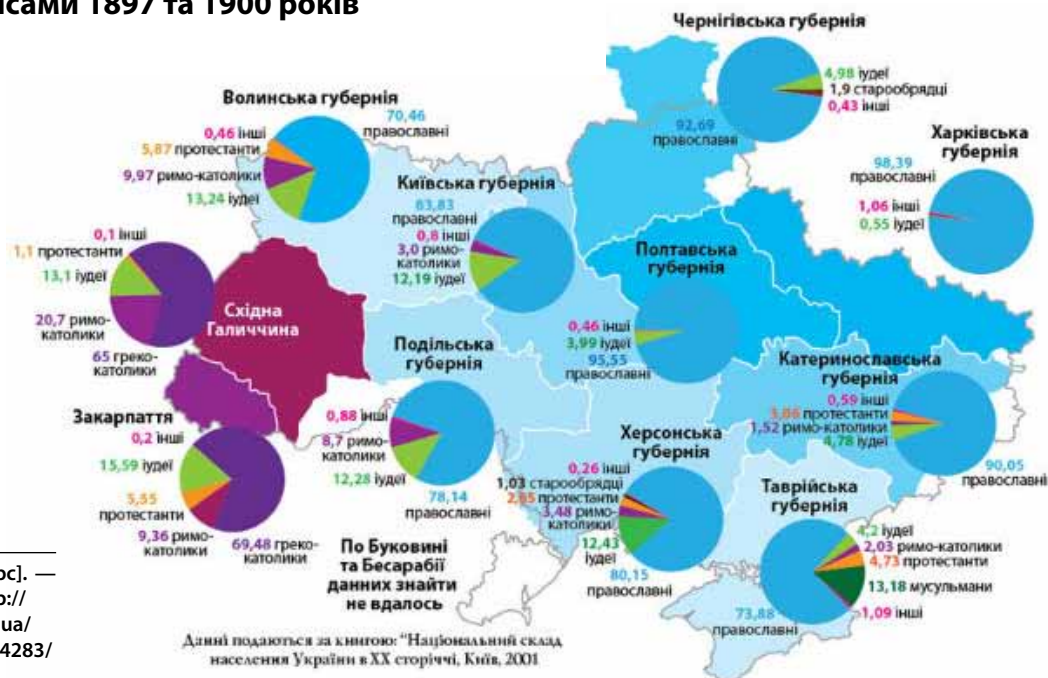 исами 1897 та 1900 років
Чернігівська губернія
4,98 іудеї
1,9 старообрядці
0,43 інші
92,69
православні
Волинська губернія
70,46
православні
0,46 інші
5,87 протестанти
9,97 римо-католики
13,24 іудеї
Харківська
губернія
98,39
православні
1,06 інші
0,55 іудеї
Київська губернія
63,83
православні
0,8 інші
3,0 римо-
католики
12,19 іудеї
Полтавська
губернія
0,46 інші
3,99 іудеї
95,55
православні
0,1 інші
1,1 протестанти
13,1 іудеї
20,7 римо-
католики
65 греко-
католики
Східна
Галиччина
Подільська
губернія
0,88 інші
8,7 римо-
католики
12,28 іудеї
78,14
православні
Катеринославська
губернія
0,59 інші
3,06 протестанти
1,52 римо-католики
4,78 іудеї
90,05
православні
Закарпаття
0,2 інші
15,59 іудеї
5,55
протестанти
9,36 римо-
католики
69,48 греко-
католики
Херсонська
губернія
0,26 інші
1,03 старообрядці
2,65 протестанти
3,48 римо-
католики
12,43
іудеї
80,15
православні
Таврійська
губернія
4,2 іудеї
2,03 римо-католики
4,73 протестанти
13,18 мусульмани
1,09 інші
73,88
православні
По Буковині
та Бесарабії
данних знайти
не вдалось
Данні подаються за книгою: “Національний склад
населення України в ХХ сторіччі, Київ, 2001
рс]. —
p://
ua/
4283/